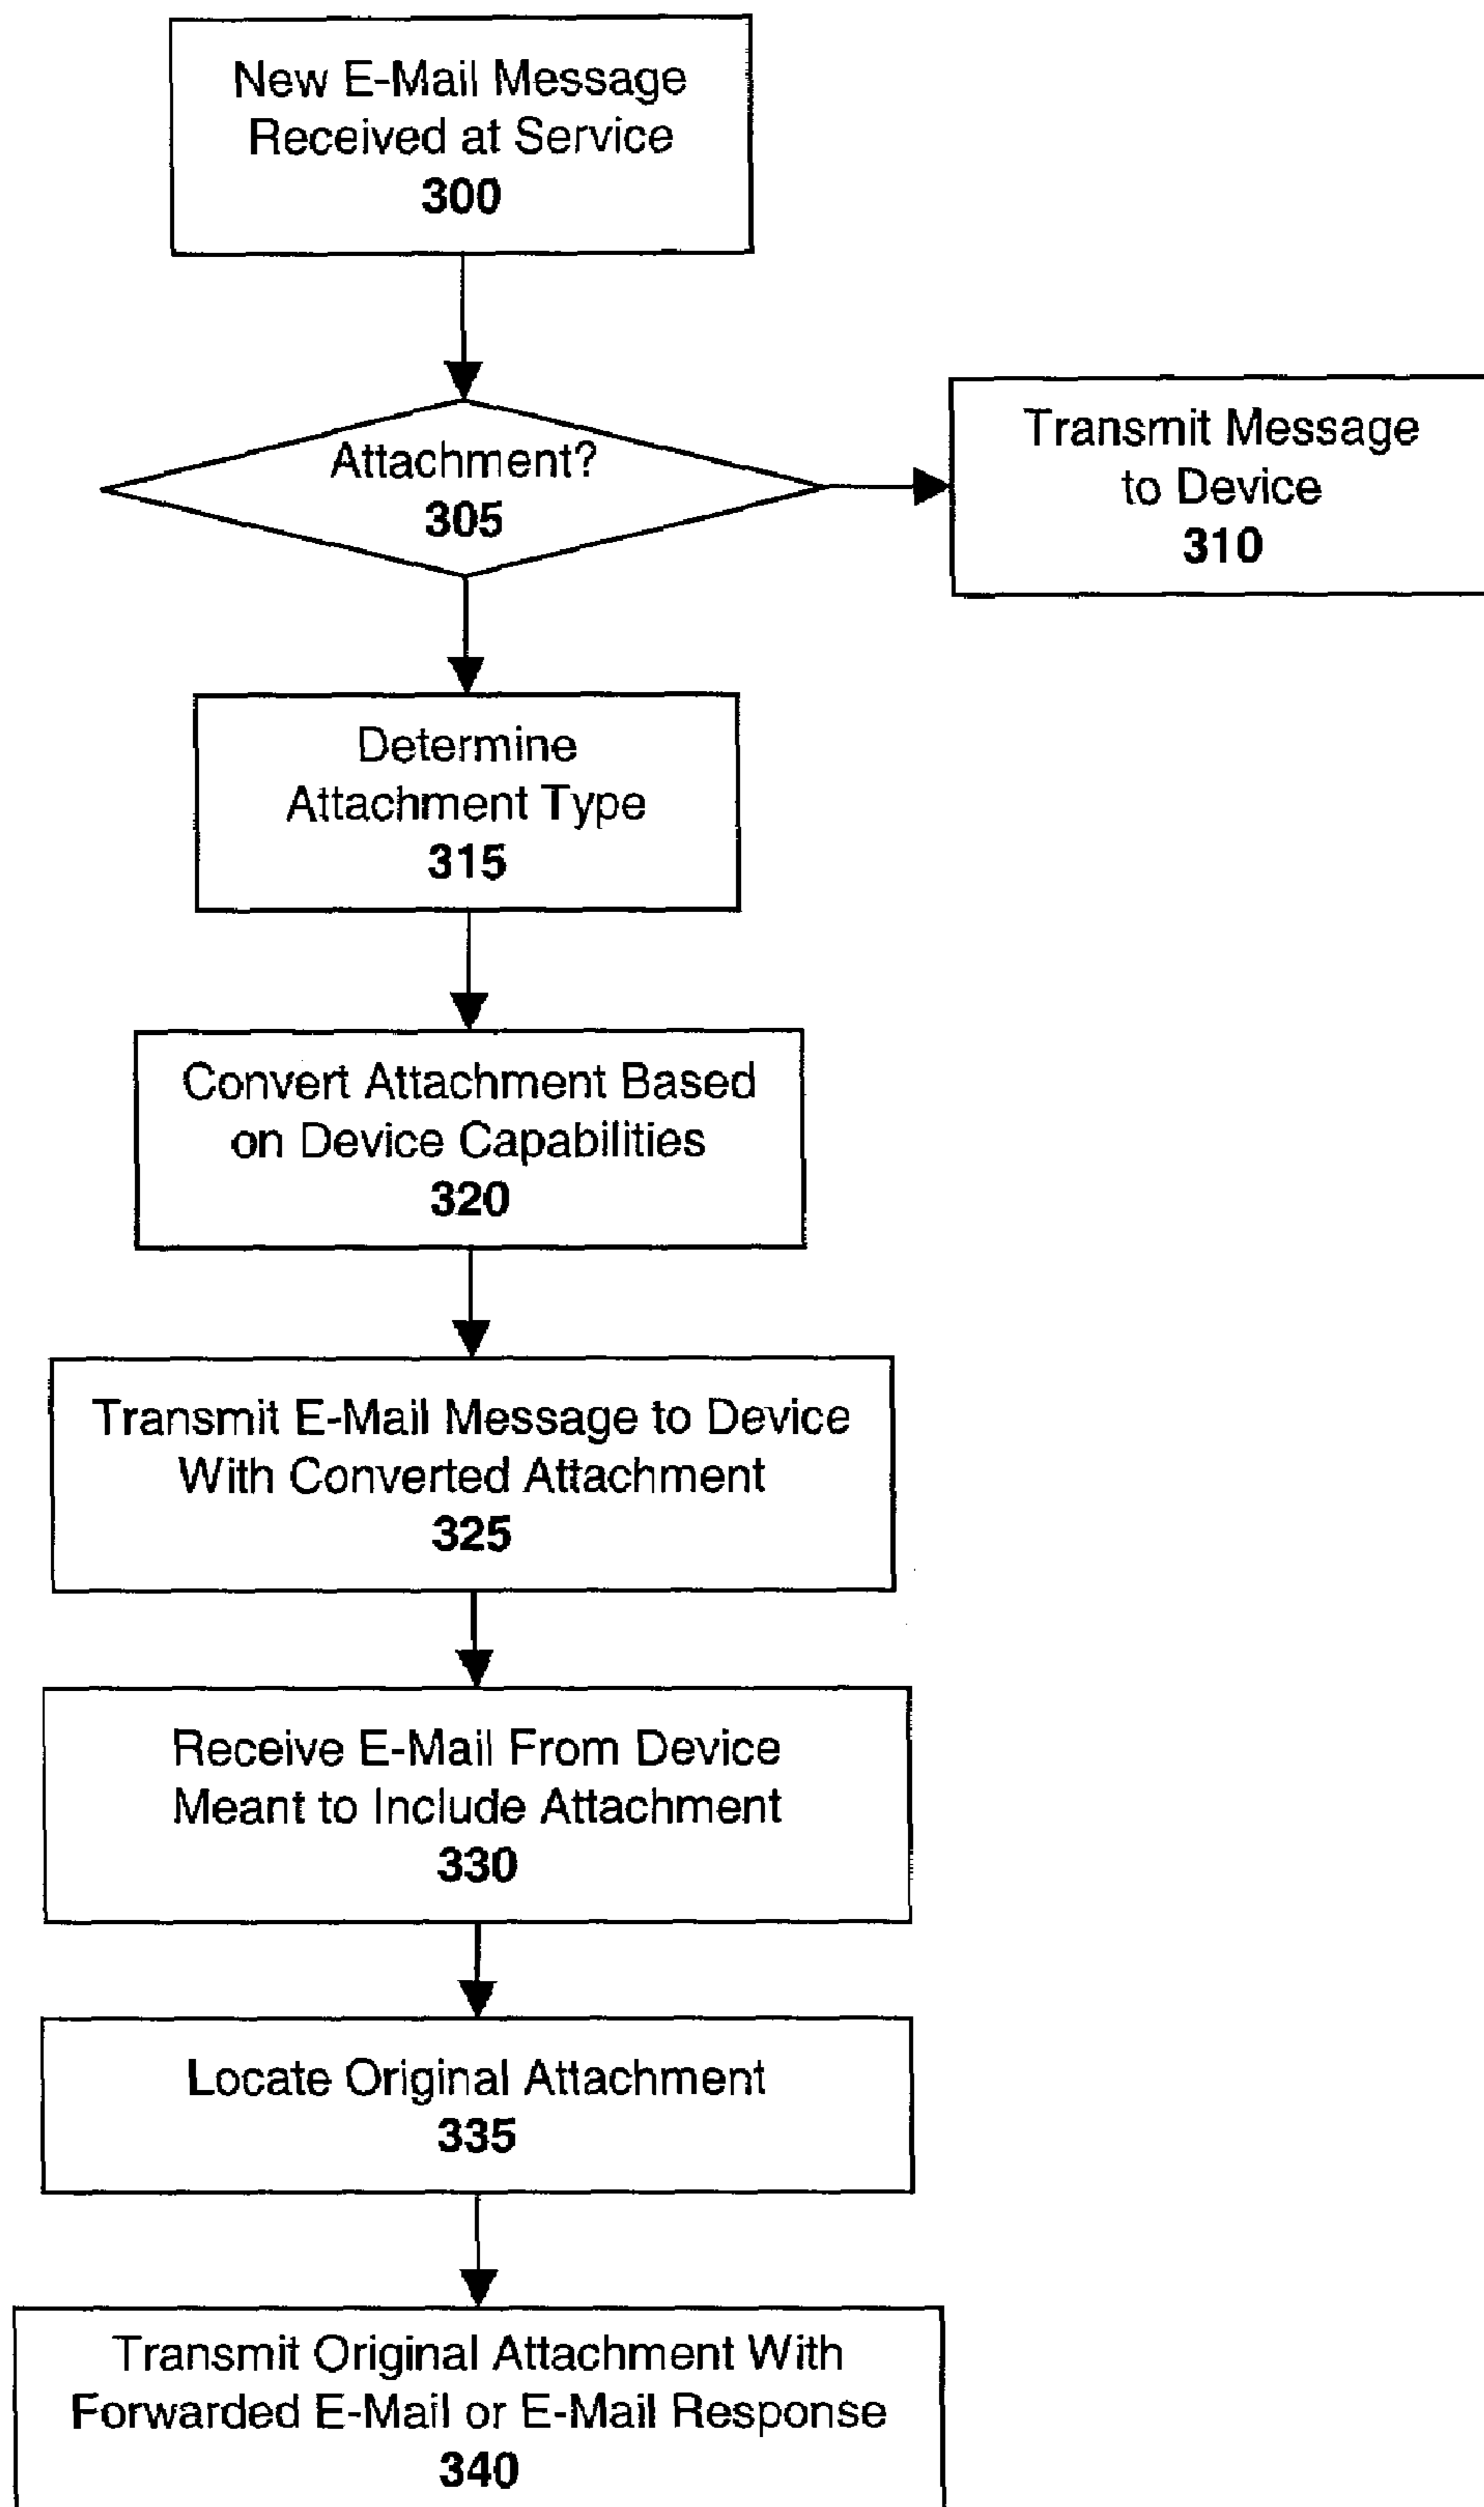 New E-Mail Message
Received at Service
300
Attachment?
305
Transmit Message
to Device
310
Determine
Attachment Type
315
Convert Attachment Based
on Device Capabilities
320
Transmit E-Mail Message to Device
With Converted Attachment
325
Receive E-Mail From Device
Meant to Include Attachment
330
Locate Original Attachment
335
Transmit Original Attachment With
Forwarded E-Mail or E-Mail Response
340